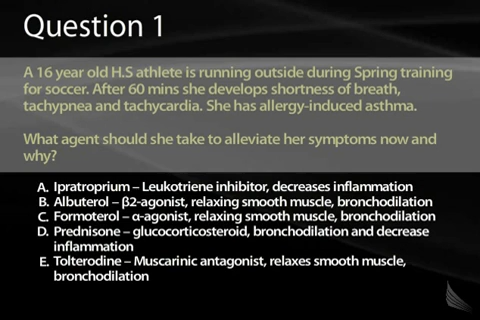 Question 1
A 16 year old H.S athlete is running outside during Spring training
for soccer. After 60 mins she develops shortness of breath,
tachypnea and tachycardia. She has allergy-induced asthma.
What agent should she take to alleviate her symptoms now and
why?
A. Ipratropium – Leukotriene inhibitor, decreases inflammation
B. Albuterol – β2-agonist, relaxing smooth muscle, bronchodilation
C. Formoterol – α-agonist, relaxing smooth muscle, bronchodilation
D. Prednisone – glucocorticosteroid, bronchodilation and decrease
inflammation
E. Tolterodine – Muscarinic antagonist, relaxes smooth muscle,
bronchodilation